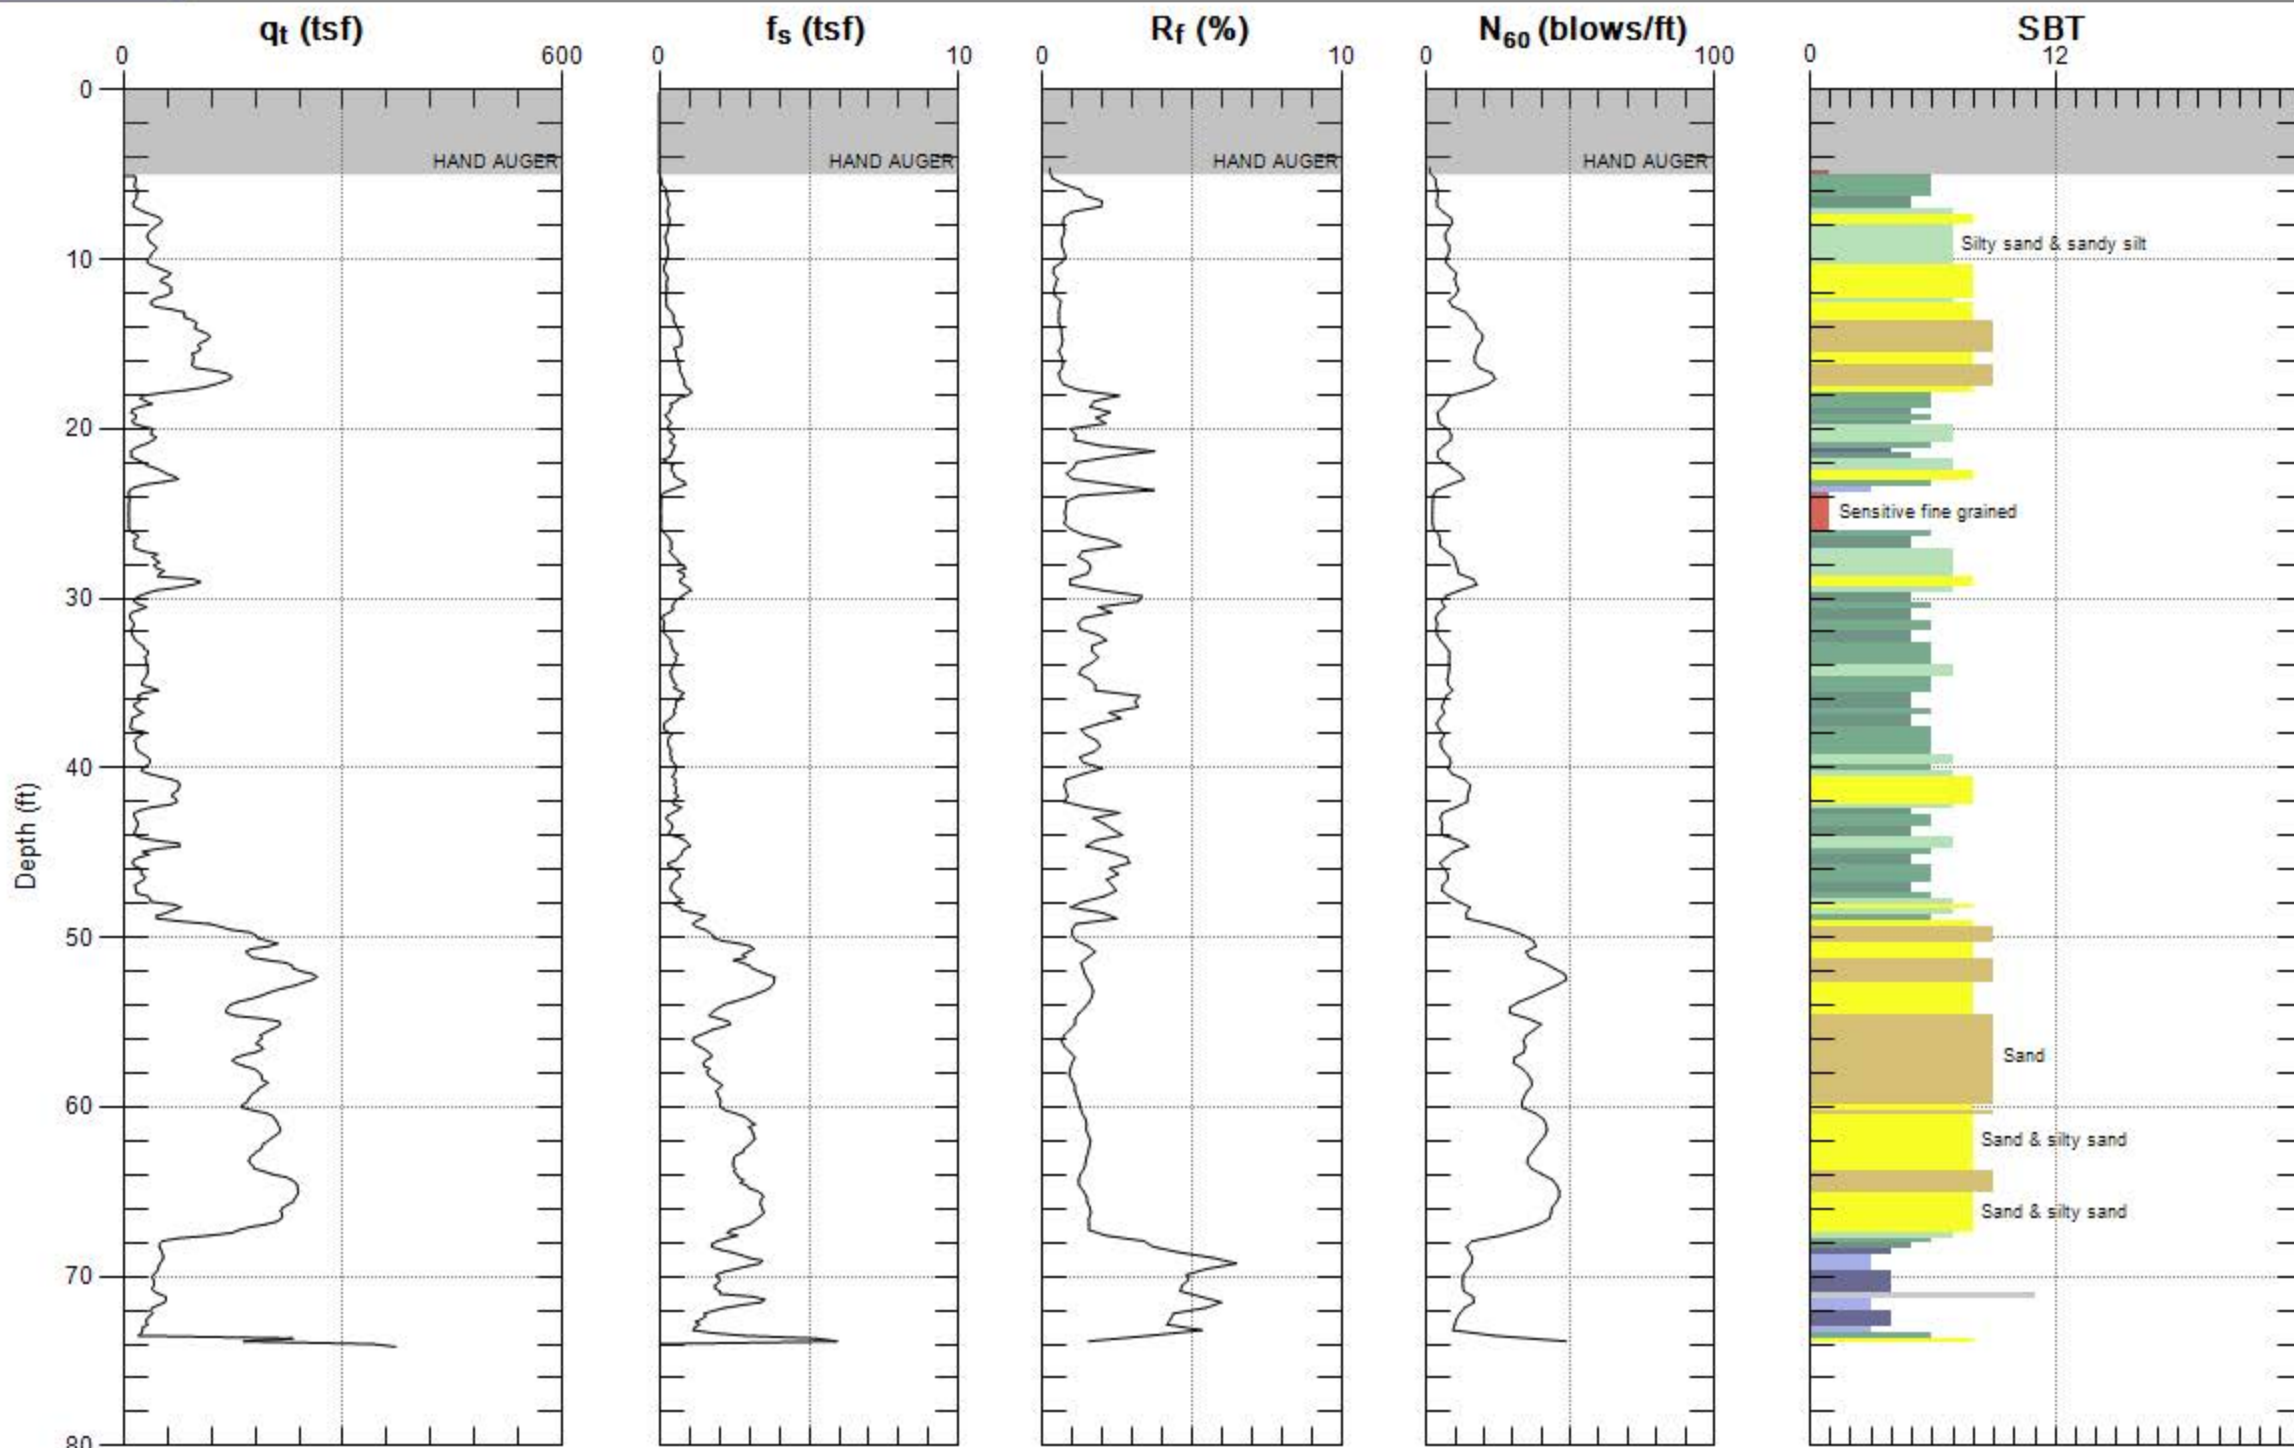 qt (tsf) fs (tsf) Rf (%) N60 (blows/ft) SBT
0 600 0 10 0 10 0 100 0 12
0
HAND AUGER HAND AUGER HAND AUGER HAND AUGER
Silty sand & sandy silt
10
20
Sensitive fine grained
30
40
Depth (ft)
50
Sand
60
Sand & silty sand
Sand & silty sand
70
80